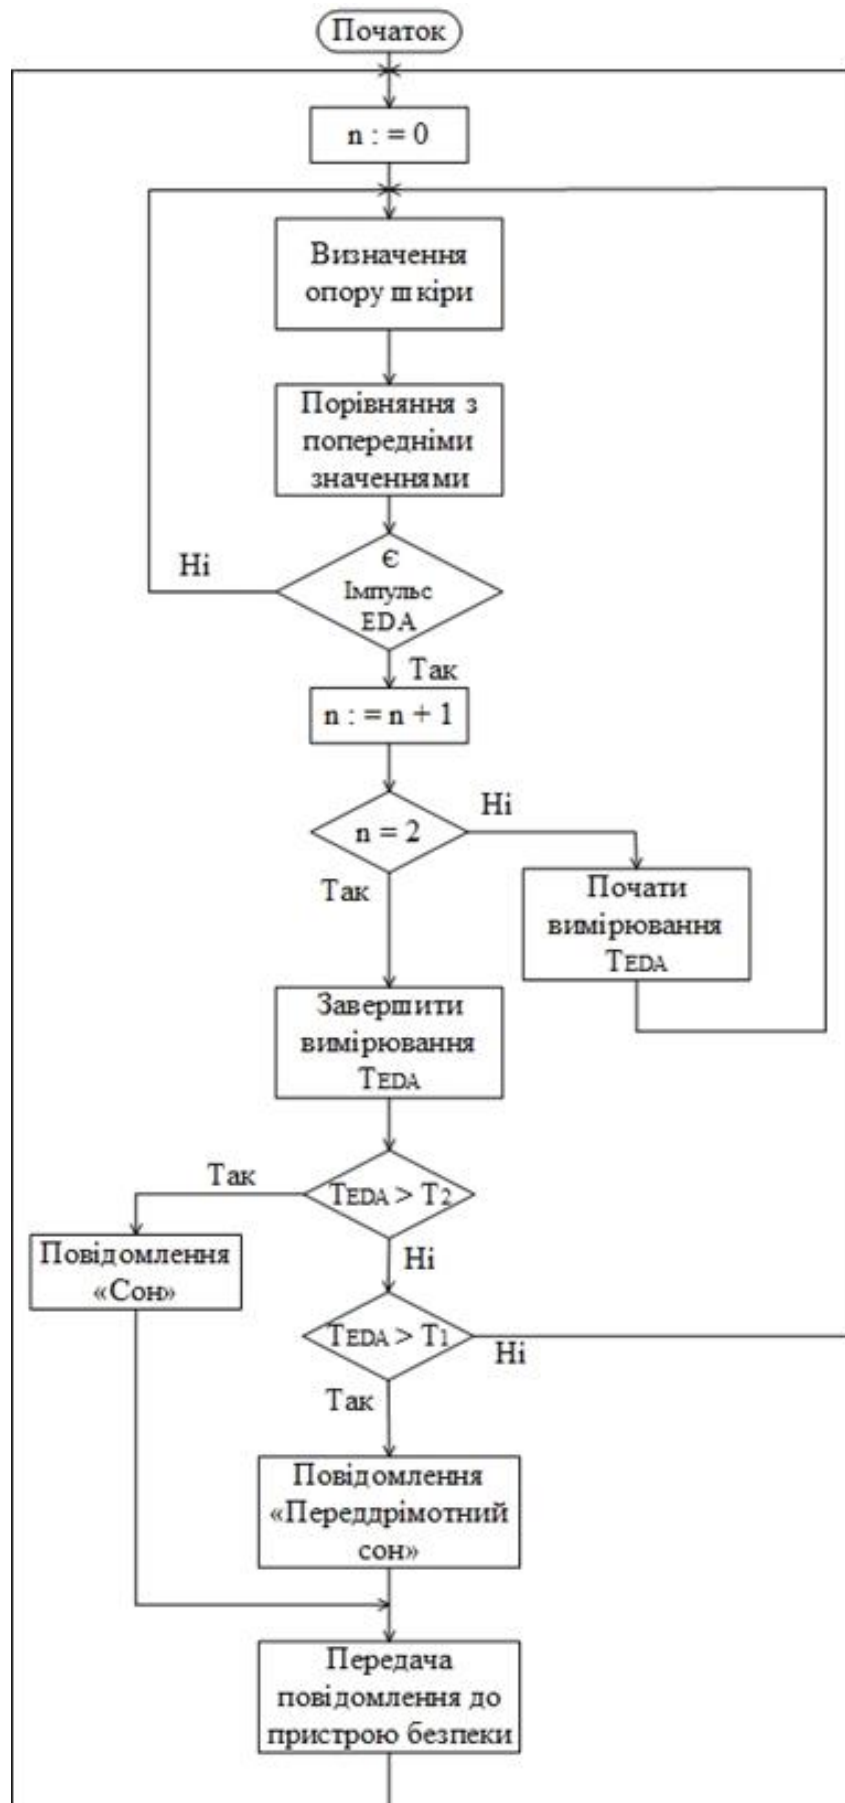 Початок
n : = 0
Визначення
опору шкіри
Порівняння з
попередніми
значеннями
Є
Імпульс
EDA
Ні
Так
n : = n + 1
n = 2
Ні
Так
Почати
вимірювання
TEDA
Завершити
вимірювання
TEDA
TEDA > T2
Так
Ні
Повідомлення
«Сон»
TEDA > T1
Ні
Так
Повідомлення
«Переддрімотний
сон»
Передача
повідомлення до
пристрою безпеки